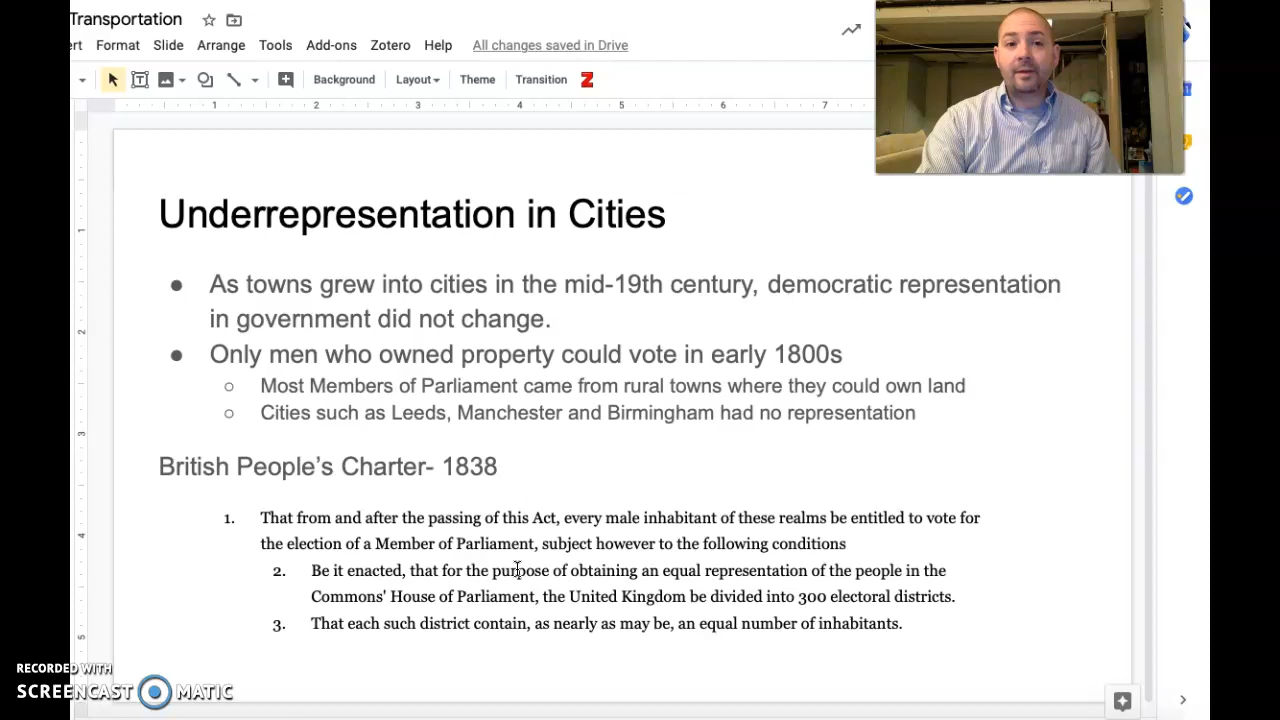 Transportation
ert Format Slide Arrange Tools Add-ons Zotero Help All changes saved in Drive
Background Layout Theme Transition Z
1 1 2 3 4 5 6 7
Underrepresentation in Cities
● As towns grew into cities in the mid-19th century, democratic representation
in government did not change.
● Only men who owned property could vote in early 1800s
○ Most Members of Parliament came from rural towns where they could own land
○ Cities such as Leeds, Manchester and Birmingham had no representation
British People's Charter- 1838
1. That from and after the passing of this Act, every male inhabitant of these realms be entitled to vote for
the election of a Member of Parliament, subject however to the following conditions
2. Be it enacted, that for the purpose of obtaining an equal representation of the people in the
Commons' House of Parliament, the United Kingdom be divided into 300 electoral districts.
3. That each such district contain, as nearly as may be, an equal number of inhabitants.
RECORDED WITH
SCREENCAST MATIC